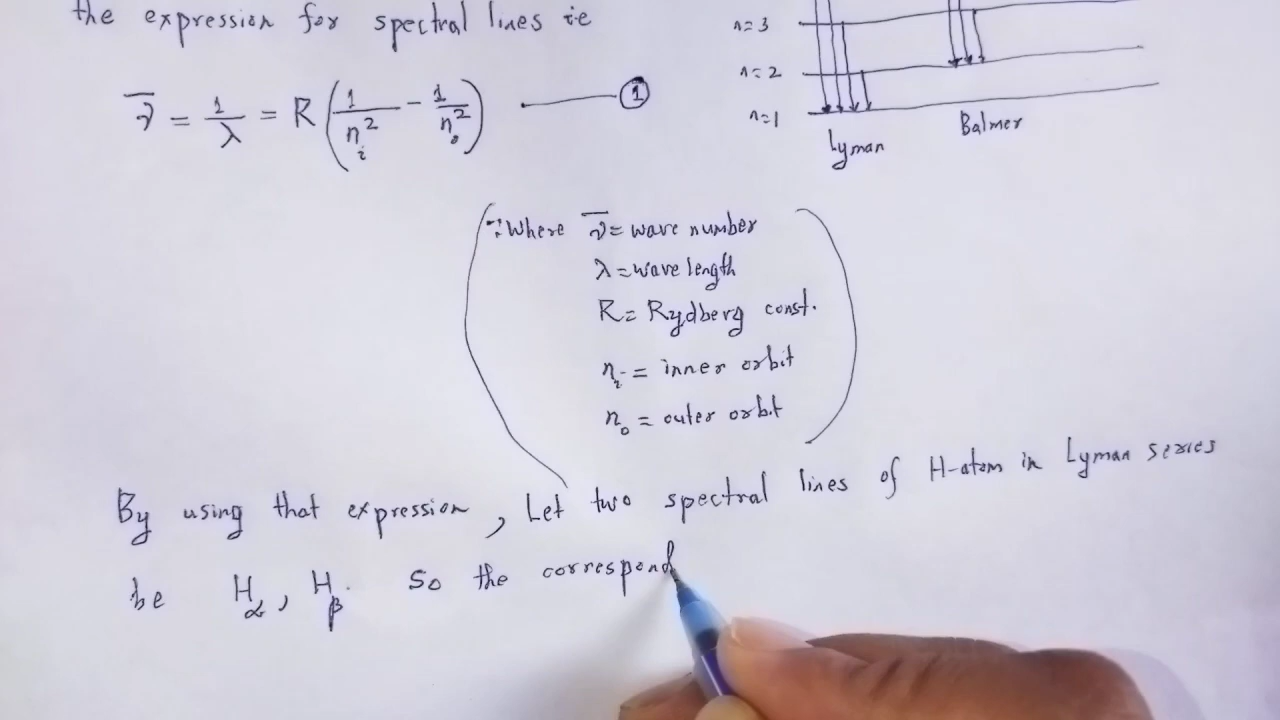 the expression for spectral lines ie
ν̅ = 1/λ = R(1/nᵢ² − 1/n₀²) ——— ①
n=3
n=2
n=1
Lyman
Balmer
∵ Where ν̅ = wave number
λ = wave length
R = Rydberg const.
nᵢ = inner orbit
n₀ = outer orbit
By using that expression, Let two spectral lines of H-atom in Lyman series
be Hα, Hβ. So the correspond